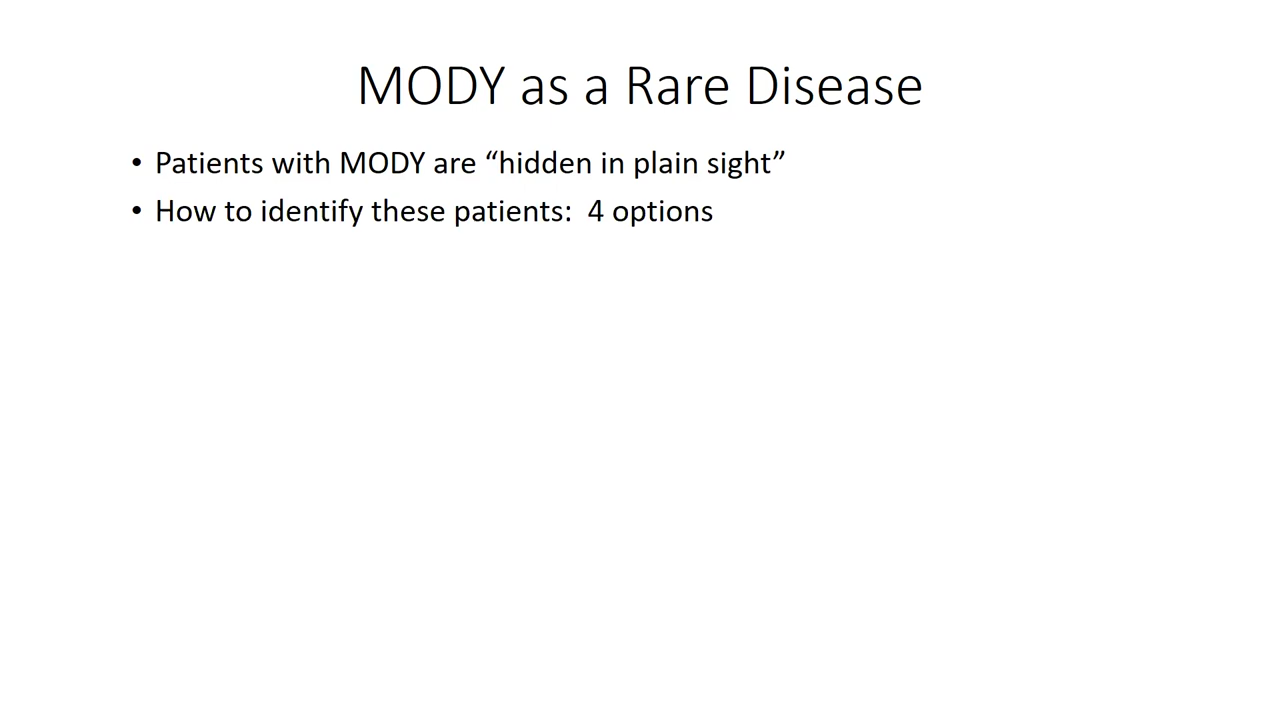 MODY as a Rare Disease
• Patients with MODY are “hidden in plain sight”
• How to identify these patients:  4 options